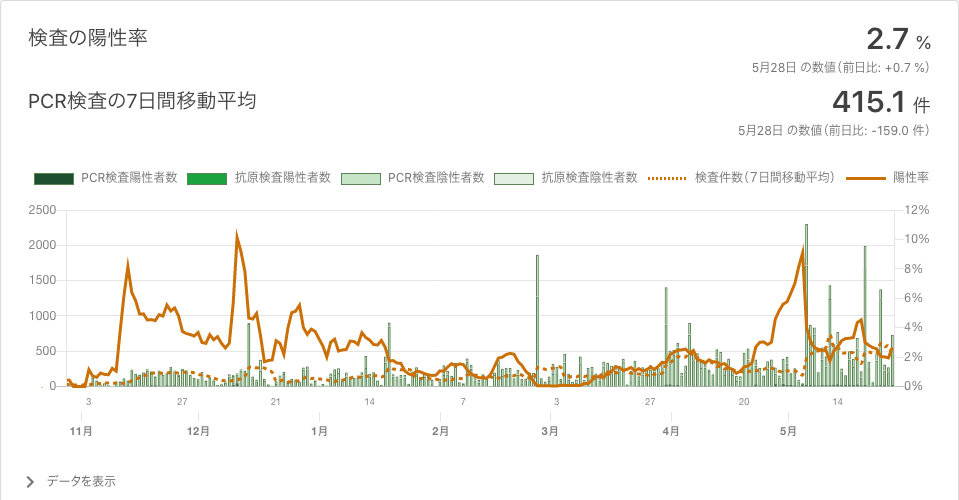 検査の陽性率
2.7 %
5月28日 の数値（前日比: +0.7 %）
PCR検査の7日間移動平均
415.1 件
5月28日 の数値（前日比: -159.0 件）
PCR検査陽性者数 抗原検査陽性者数 PCR検査陰性者数 抗原検査陰性者数 検査件数（7日間移動平均） 陽性率
2500 12%
2000 10%
8%
1500
6%
1000
4%
500
2%
0 0%
3 27 21 14 7 3 27 20 14
11月 12月 1月 2月 3月 4月 5月
データを表示